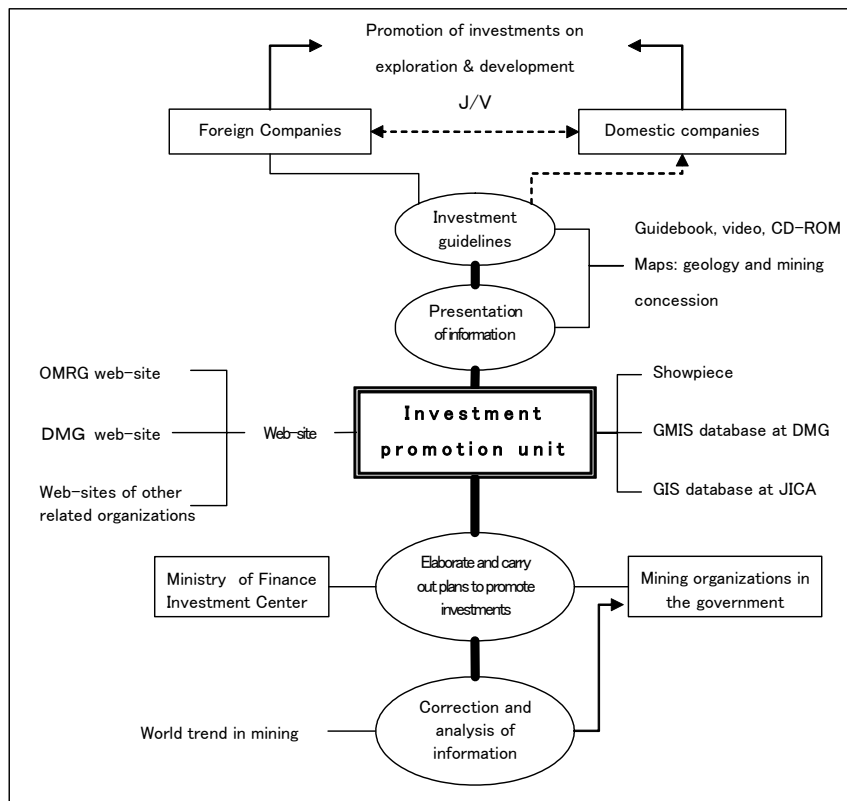 Promotion of investments on
exploration & development
J/V
Foreign Companies
Domestic companies
Investment
guidelines
Guidebook, video, CD-ROM
Maps: geology and mining
concession
Presentation
of information
OMRG web-site
DMG web-site
Web-sites of other
related organizations
Web-site
Investment
promotion unit
Showpiece
GMIS database at DMG
GIS database at JICA
Ministry of Finance
Investment Center
Elaborate and carry
out plans to promote
investments
Mining organizations in
the government
World trend in mining
Correction and
analysis of
information